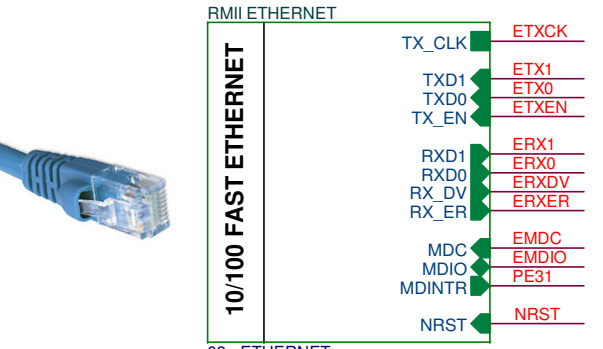 RMII ETHERNET
10/100 FAST ETHERNET
TX_CLK ETXCK
TXD1 ETX1
TXD0 ETX0
TX_EN ETXEN
RXD1 ERX1
RXD0 ERX0
RX_DV ERXDV
RX_ER ERXER
MDC EMDC
MDIO EMDIO
MDINTR PE31
NRST NRST
ETHERNET